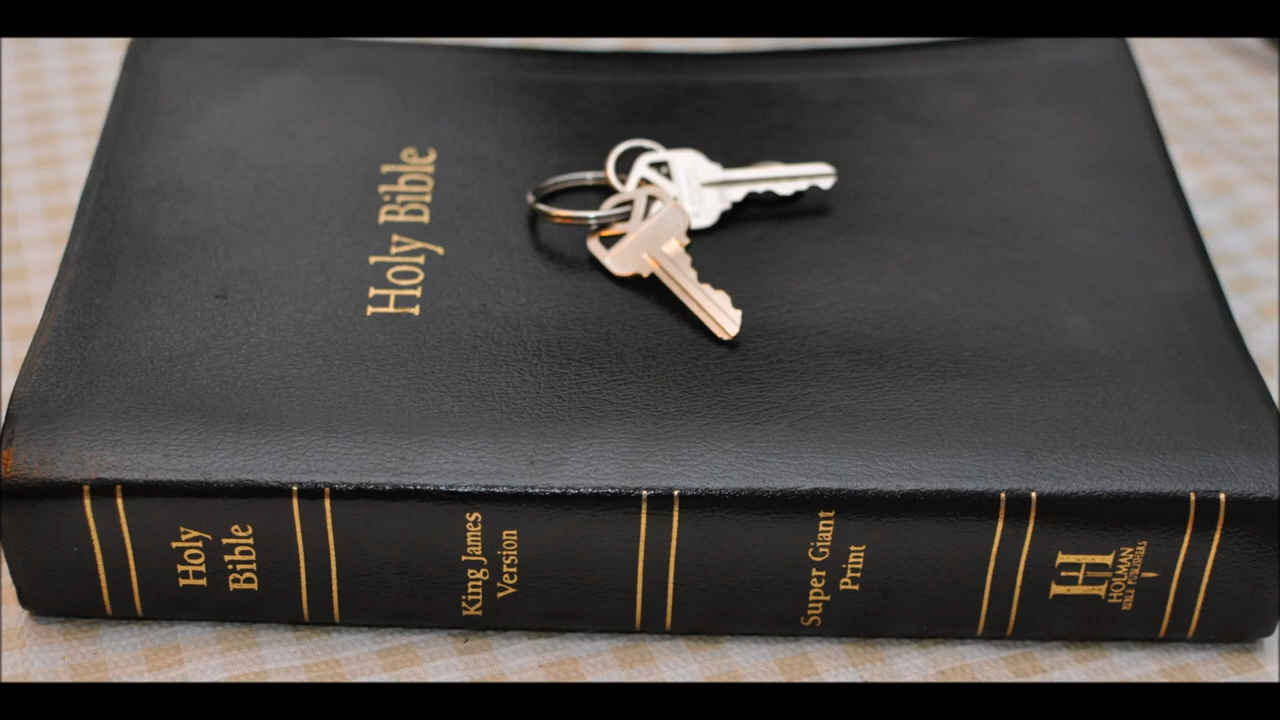 Holy Bible
Holy
Bible
King James
Version
Super Giant
Print
HOLMAN
BIBLE PUBLISHERS